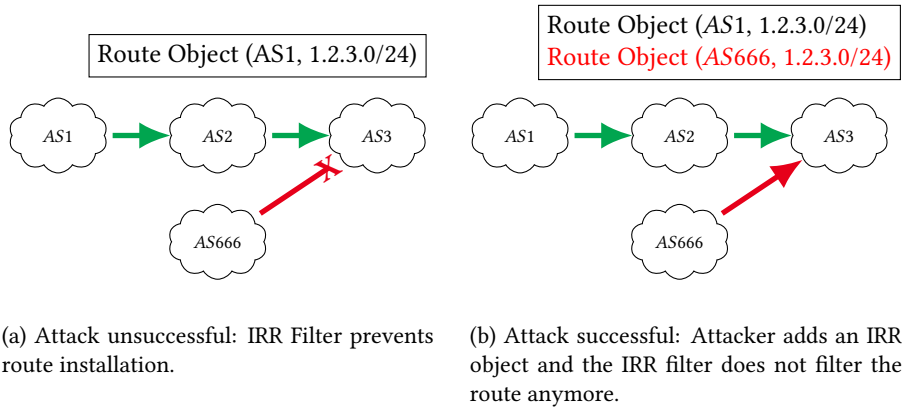 Route Object (AS1, 1.2.3.0/24)
AS1
AS2
AS3
X
AS666
(a) Attack unsuccessful: IRR Filter prevents
route installation.
Route Object (AS1, 1.2.3.0/24)
Route Object (AS666, 1.2.3.0/24)
AS1
AS2
AS3
AS666
(b) Attack successful: Attacker adds an IRR
object and the IRR filter does not filter the
route anymore.